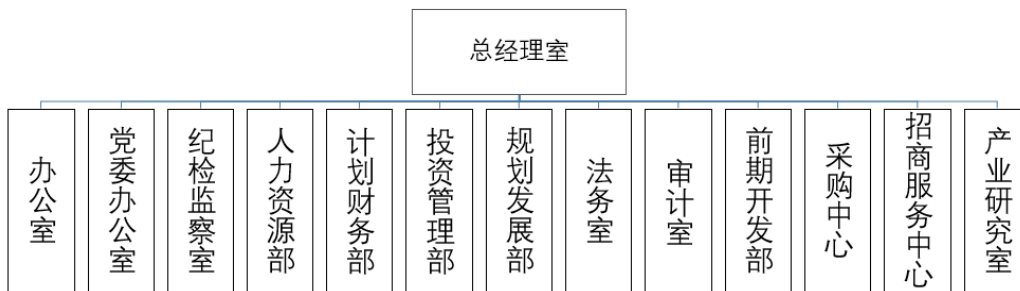 总经理室
办公室
党委办公室
纪检监察室
人力资源部
计划财务部
投资管理部
规划发展部
法务室
审计室
前期开发部
采购中心
招商服务中心
产业研究室